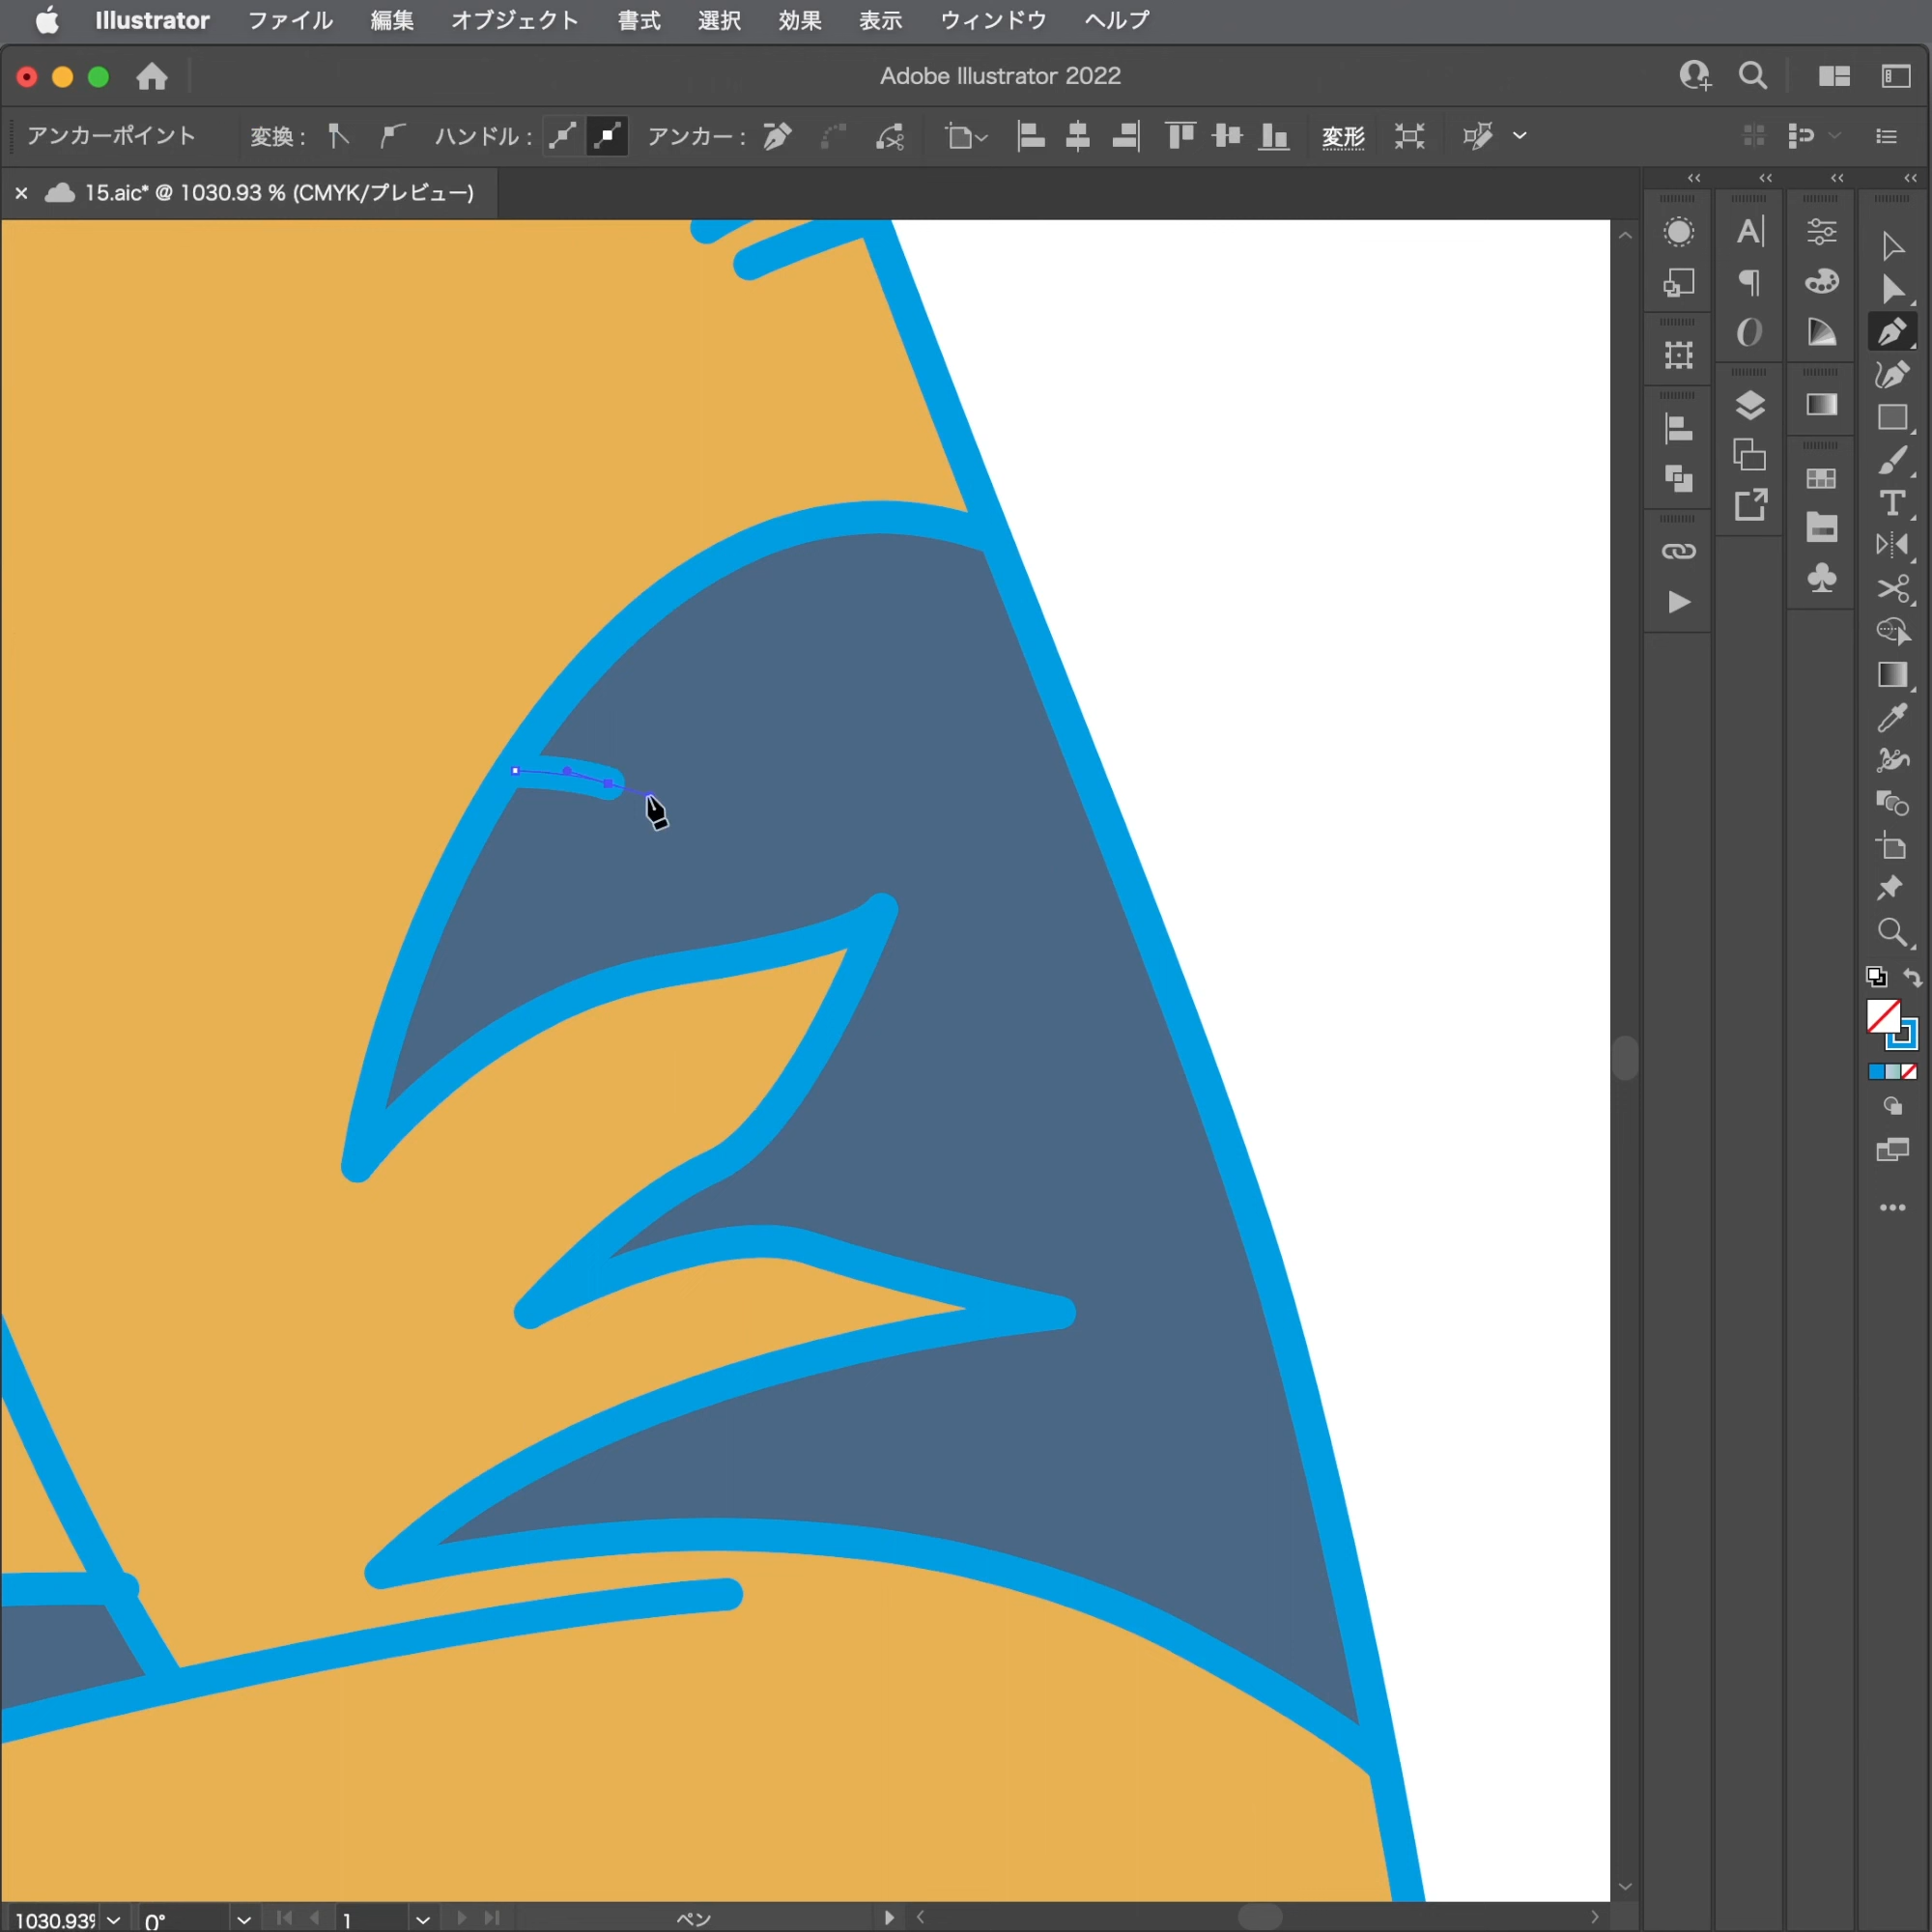 Illustrator ファイル 編集 オブジェクト 書式 選択 効果 表示 ウィンドウ ヘルプ
Adobe Illustrator 2022
アンカーポイント 変換： ハンドル： アンカー： 変形
× 15.aic* @ 1030.93 % (CMYK/プレビュー)
1030.93% 0° 1 ペン